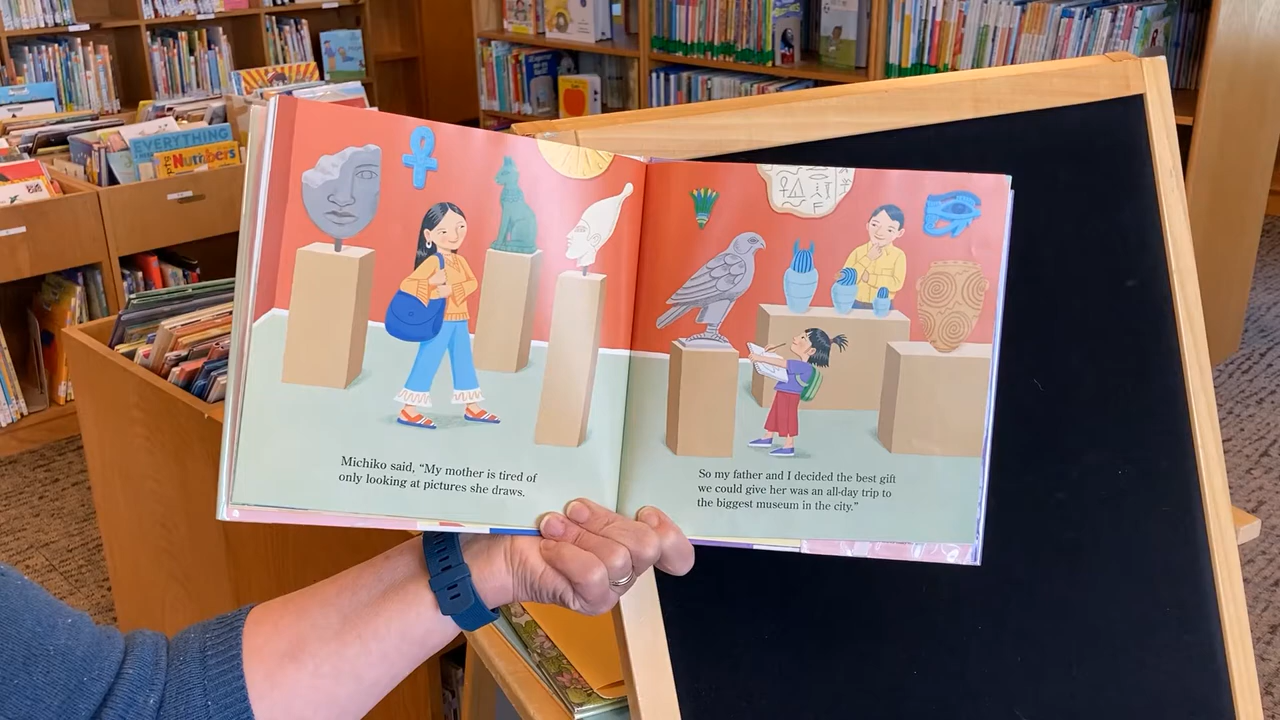 EVERYTHING
Numbers
Michiko said, “My mother is tired of
only looking at pictures she draws.
So my father and I decided the best gift
we could give her was an all-day trip to
the biggest museum in the city.”